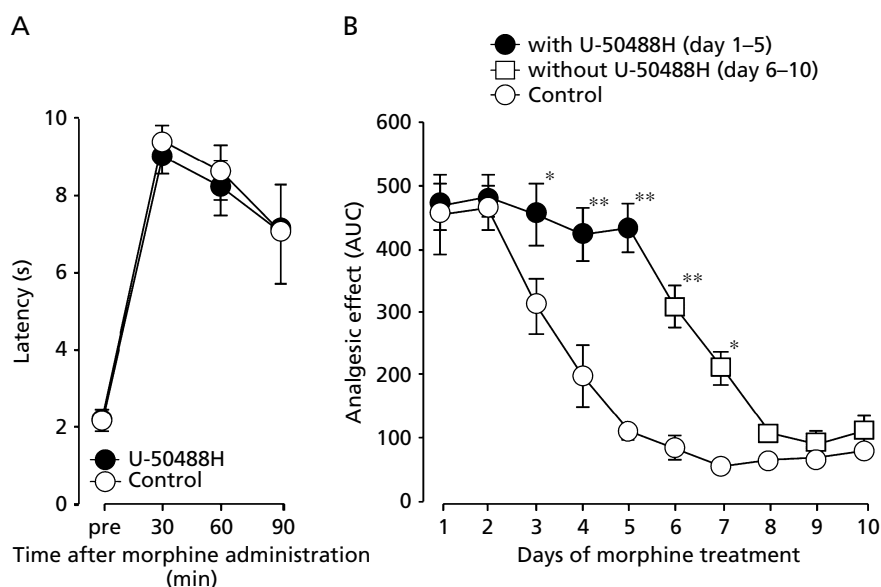 A
10
8
6
4
2
0
Latency (s)
U-50488H
Control
pre 30 60 90
Time after morphine administration
(min)
B
with U-50488H (day 1–5)
without U-50488H (day 6–10)
Control
600
500
400
300
200
100
0
Analgesic effect (AUC)
*
**
**
**
*
1 2 3 4 5 6 7 8 9 10
Days of morphine treatment